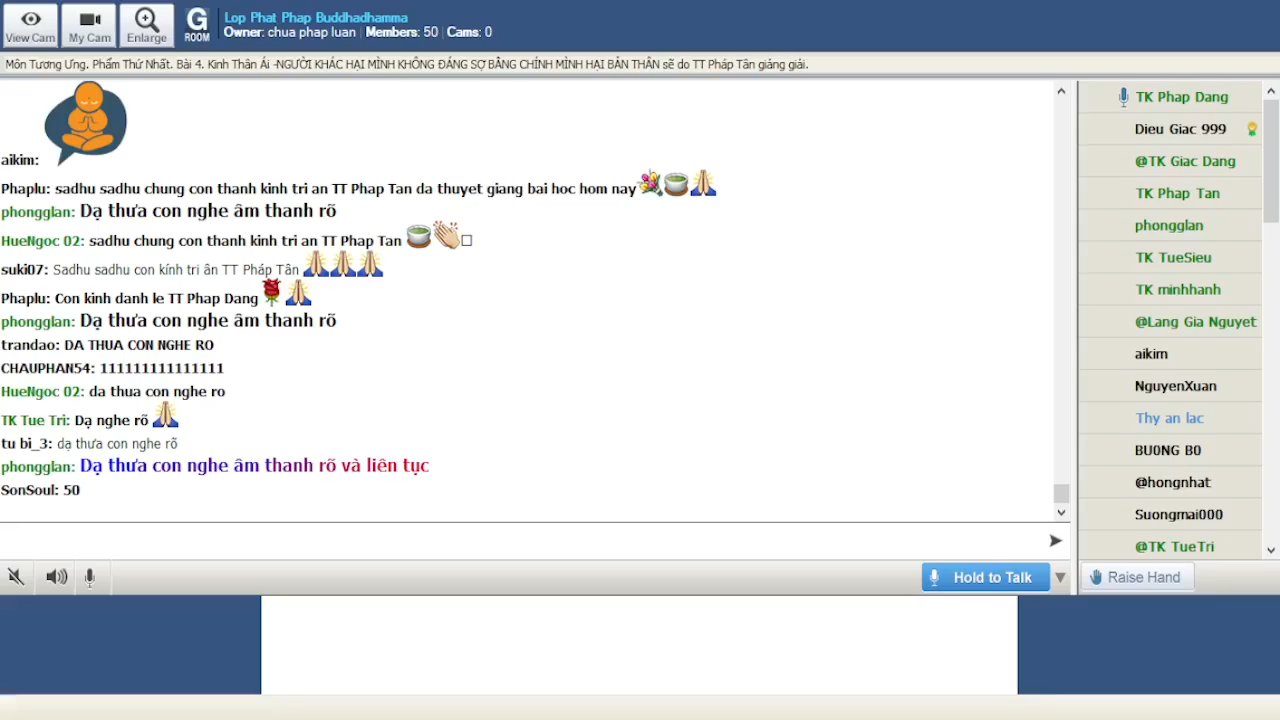 View Cam
My Cam
Enlarge
G
ROOM
Lop Phat Phap Buddhadhamma
Owner: chua phap luan | Members: 50 | Cams: 0
Môn Tương Ưng. Phẩm Thứ Nhất. Bài 4. Kinh Thân Ái -NGƯỜI KHÁC HẠI MÌNH KHÔNG ĐÁNG SỢ BẰNG CHÍNH MÌNH HẠI BẢN THÂN sẽ do TT Pháp Tân giảng giải.
aikim:
Phaplu: sadhu sadhu chung con thanh kinh tri an TT Phap Tan da thuyet giang bai hoc hom nay
phongglan: Dạ thưa con nghe âm thanh rõ
HueNgoc 02: sadhu chung con thanh kinh tri an TT Phap Tan
suki07: Sadhu sadhu con kính tri ân TT Pháp Tân
Phaplu: Con kinh danh le TT Phap Dang
phongglan: Dạ thưa con nghe âm thanh rõ
trandao: DA THUA CON NGHE RO
CHAUPHAN54: 111111111111111
HueNgoc 02: da thua con nghe ro
TK Tue Tri: Dạ nghe rõ
tu bi_3: dạ thưa con nghe rõ
phongglan: Dạ thưa con nghe âm thanh rõ và liên tục
SonSoul: 50
Hold to Talk
TK Phap Dang
Dieu Giac 999
@TK Giac Dang
TK Phap Tan
phongglan
TK TueSieu
TK minhhanh
@Lang Gia Nguyet
aikim
NguyenXuan
Thy an lac
BU0NG B0
@hongnhat
Suongmai000
@TK TueTri
Raise Hand